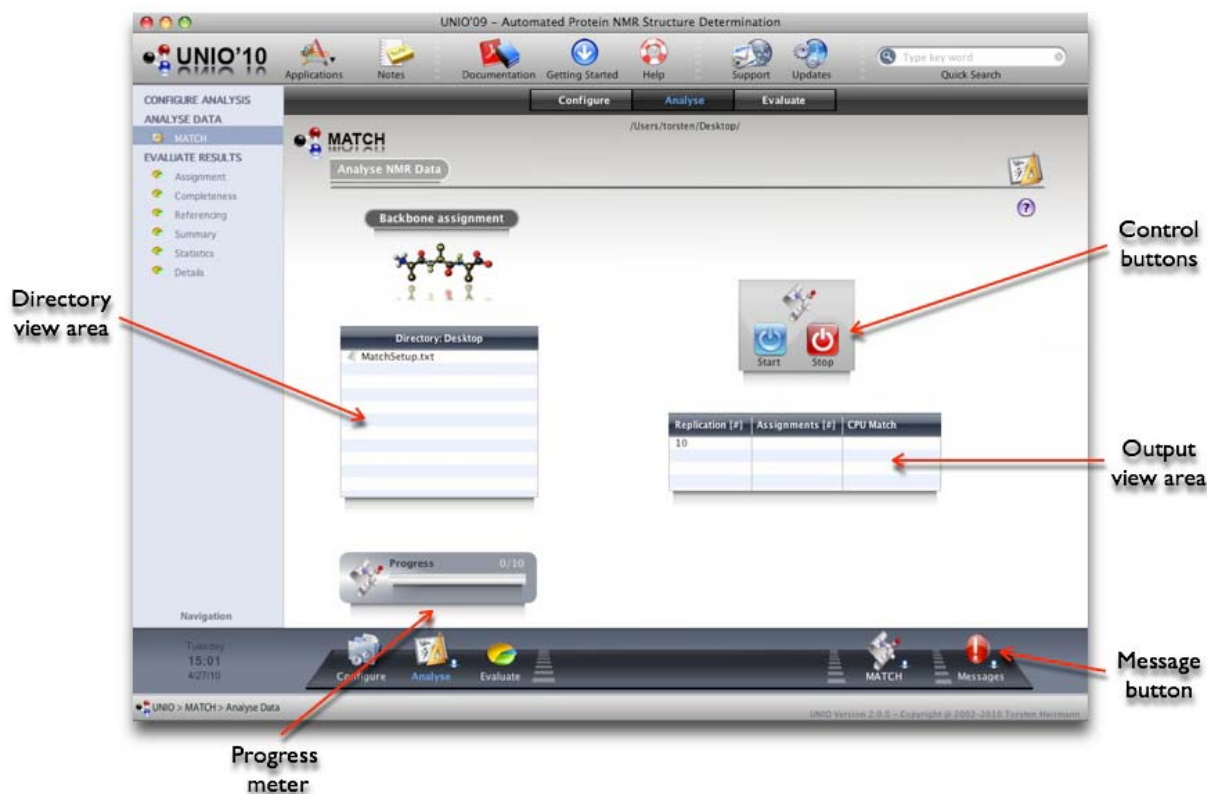 UNIO'09 – Automated Protein NMR Structure Determination
UNIO'10
Applications
Notes
Documentation
Getting Started
Help
Support
Updates
Type key word
Quick Search
CONFIGURE ANALYSIS
ANALYSE DATA
MATCH
EVALUATE RESULTS
Assignment
Completeness
Referencing
Summary
Statistics
Details
Navigation
Configure
Analyse
Evaluate
/Users/torsten/Desktop/
MATCH
Analyse NMR Data
?
Backbone assignment
Directory: Desktop
MatchSetup.txt
Start
Stop
Replication [#] Assignments [#] CPU Match
10
Progress 0/10
Tuesday
15:01
4/27/10
Configure
Analyse
Evaluate
MATCH
Messages
UNIO > MATCH > Analyse Data
UNIO Version 2.0.0 – Copyright @ 2002–2010 Torsten Herrmann
Directory
view area
Control
buttons
Output
view area
Message
button
Progress
meter